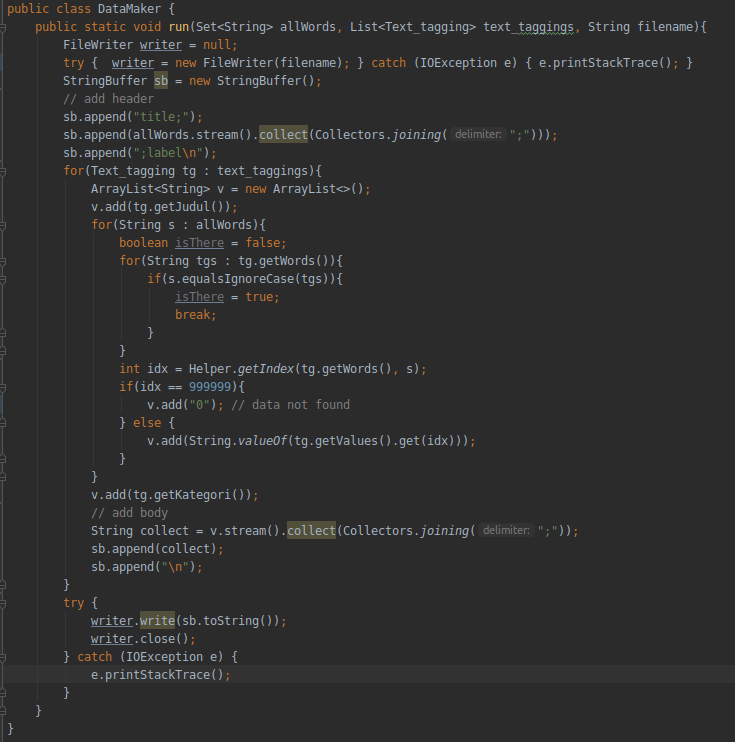 public class DataMaker {
    public static void run(Set<String> allWords, List<Text_tagging> text_taggings, String filename){
        FileWriter writer = null;
        try {  writer = new FileWriter(filename); } catch (IOException e) { e.printStackTrace(); }
        StringBuffer sb = new StringBuffer();
        // add header
        sb.append("title;");
        sb.append(allWords.stream().collect(Collectors.joining( delimiter: ";")));
        sb.append(";label\n");
        for(Text_tagging tg : text_taggings){
            ArrayList<String> v = new ArrayList<>();
            v.add(tg.getJudul());
            for(String s : allWords){
                boolean isThere = false;
                for(String tgs : tg.getWords()){
                    if(s.equalsIgnoreCase(tgs)){
                        isThere = true;
                        break;
                    }
                }
                int idx = Helper.getIndex(tg.getWords(), s);
                if(idx == 999999){
                    v.add("0"); // data not found
                } else {
                    v.add(String.valueOf(tg.getValues().get(idx)));
                }
            }
            v.add(tg.getKategori());
            // add body
            String collect = v.stream().collect(Collectors.joining( delimiter: ";"));
            sb.append(collect);
            sb.append("\n");
        }
        try {
            writer.write(sb.toString());
            writer.close();
        } catch (IOException e) {
            e.printStackTrace();
        }
    }
}